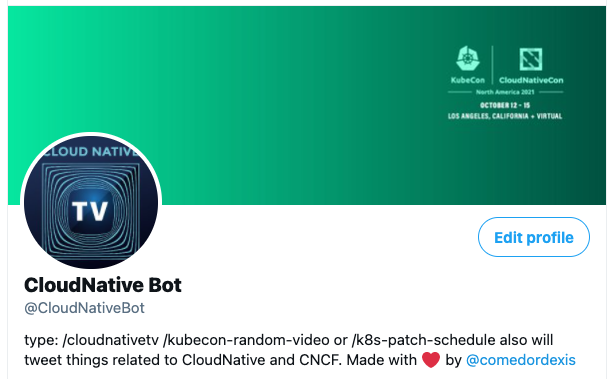 KubeCon CloudNativeCon
North America 2021
OCTOBER 12 - 15
LOS ANGELES, CALIFORNIA + VIRTUAL
CLOUD NATIVE
TV
Edit profile
CloudNative Bot
@CloudNativeBot
type: /cloudnativetv /kubecon-random-video or /k8s-patch-schedule also will
tweet things related to CloudNative and CNCF. Made with ❤️ by @comedordexis